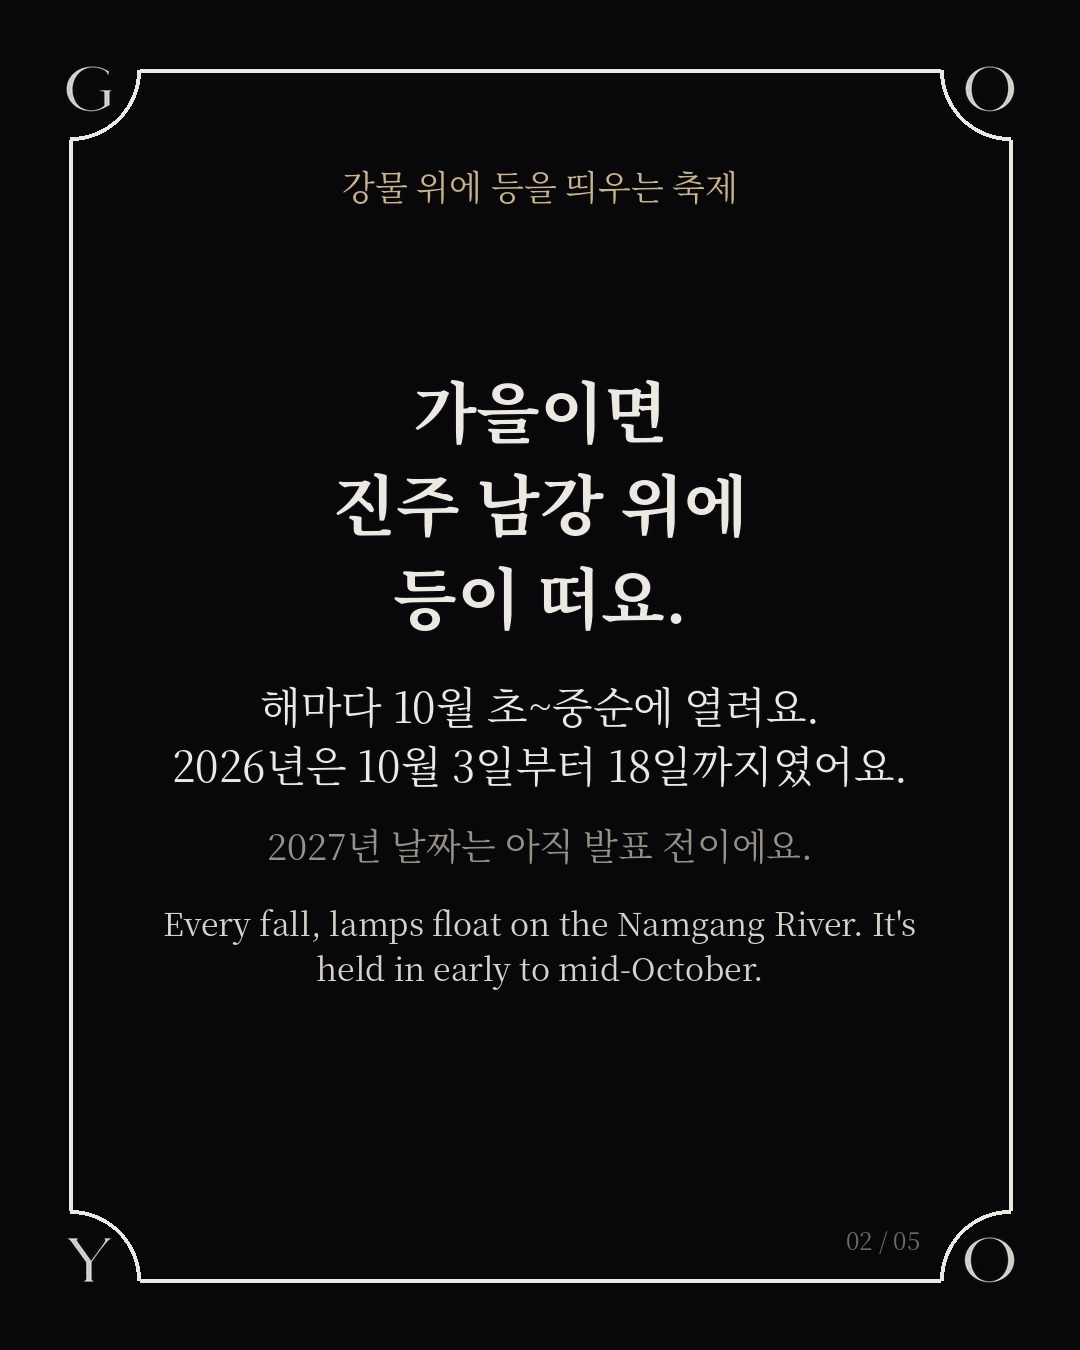 G O
강물 위에 등을 띄우는 축제
가을이면
진주 남강 위에
등이 떠요.
해마다 10월 초~중순에 열려요.
2026년은 10월 3일부터 18일까지였어요.
2027년 날짜는 아직 발표 전이에요.
Every fall, lamps float on the Namgang River. It's
held in early to mid-October.
02 / 05
Y O